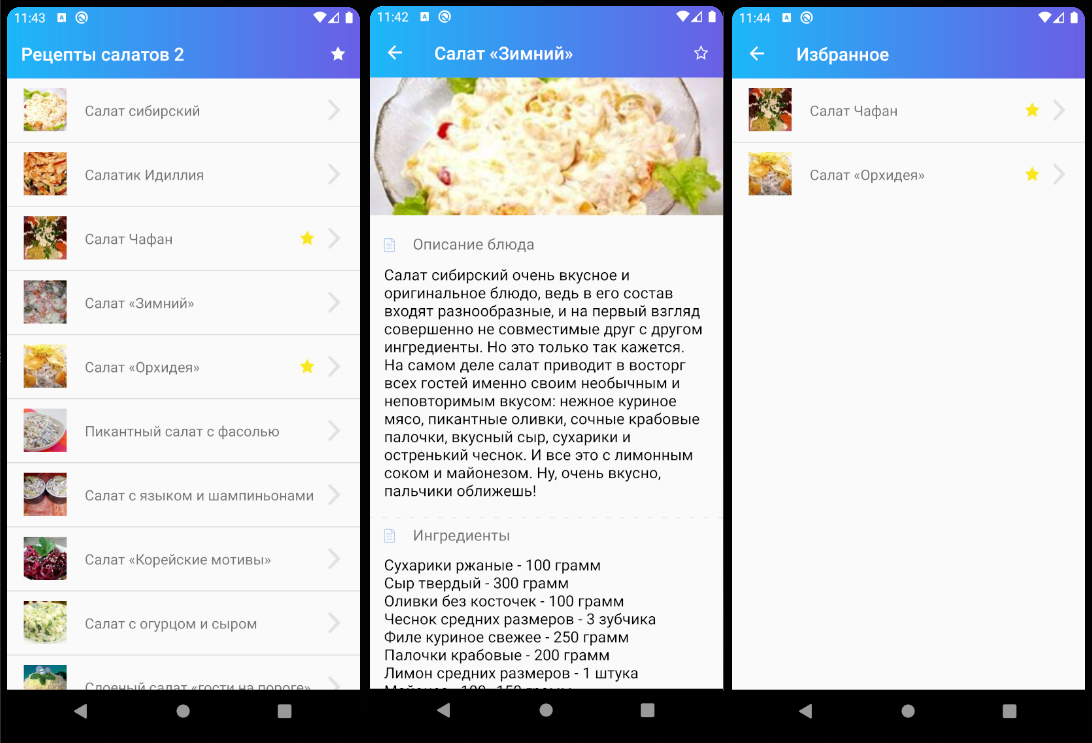 11:43
Рецепты салатов 2
Салат сибирский
Салатик Идиллия
Салат Чафан
Салат «Зимний»
Салат «Орхидея»
Пикантный салат с фасолью
Салат с языком и шампиньонами
Салат «Корейские мотивы»
Салат с огурцом и сыром
Слоеный салат «гости на пороге»
11:42
Салат «Зимний»
Описание блюда
Салат сибирский очень вкусное и
оригинальное блюдо, ведь в его состав
входят разнообразные, и на первый взгляд
совершенно не совместимые друг с другом
ингредиенты. Но это только так кажется.
На самом деле салат приводит в восторг
всех гостей именно своим необычным и
неповторимым вкусом: нежное куриное
мясо, пикантные оливки, сочные крабовые
палочки, вкусный сыр, сухарики и
остренький чеснок. И все это с лимонным
соком и майонезом. Ну, очень вкусно,
пальчики оближешь!
Ингредиенты
Сухарики ржаные - 100 грамм
Сыр твердый - 300 грамм
Оливки без косточек - 100 грамм
Чеснок средних размеров - 3 зубчика
Филе куриное свежее - 250 грамм
Палочки крабовые - 200 грамм
Лимон средних размеров - 1 штука
11:44
Избранное
Салат Чафан
Салат «Орхидея»